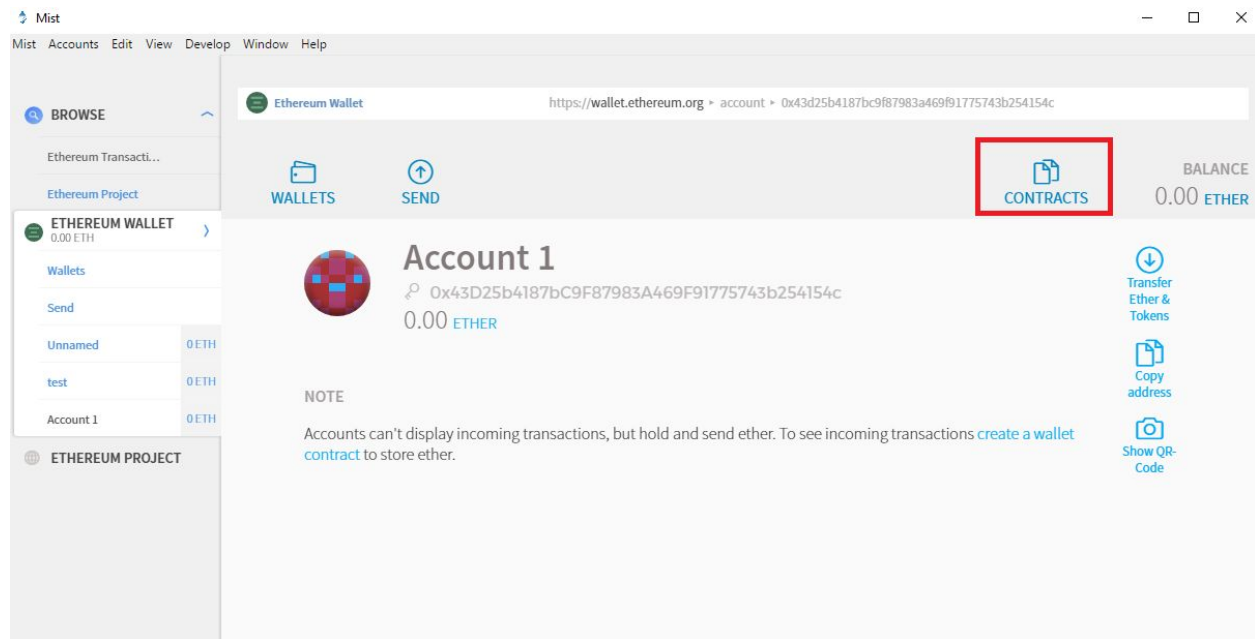 Mist
Mist Accounts Edit View Develop Window Help
BROWSE
Ethereum Transacti...
Ethereum Project
ETHEREUM WALLET
0.00 ETH
Wallets
Send
Unnamed 0 ETH
test 0 ETH
Account 1 0 ETH
ETHEREUM PROJECT
Ethereum Wallet https://wallet.ethereum.org ▸ account ▸ 0x43d25b4187bc9f87983a469f91775743b254154c
WALLETS SEND CONTRACTS
BALANCE
0.00 ETHER
Account 1
0x43D25b4187bC9F87983A469F91775743b254154c
0.00 ETHER
NOTE
Accounts can't display incoming transactions, but hold and send ether. To see incoming transactions create a wallet
contract to store ether.
Transfer
Ether &
Tokens
Copy
address
Show QR-
Code